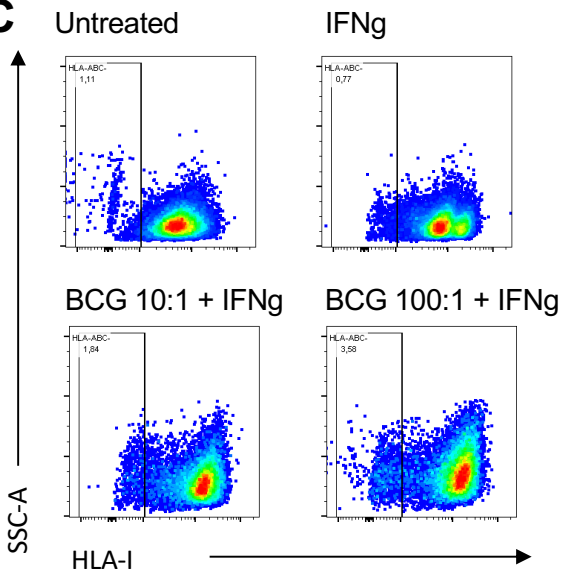 C
Untreated
IFNg
HLA-ABC-
1,11
HLA-ABC-
0,77
BCG 10:1 + IFNg
BCG 100:1 + IFNg
HLA-ABC-
1,84
HLA-ABC-
3,58
SSC-A
HLA-I